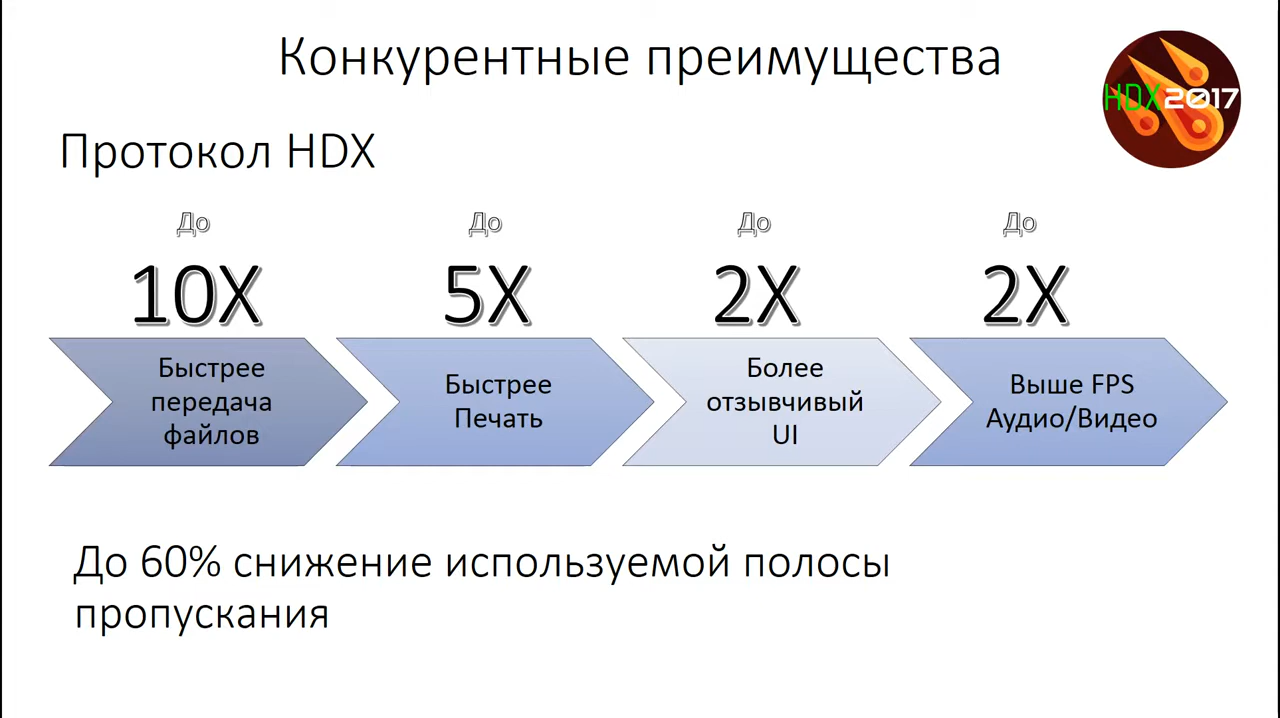 Конкурентные преимущества
HDX2017
Протокол HDX
До
10X
Быстрее
передача
файлов
До
5X
Быстрее
Печать
До
2X
Более
отзывчивый
UI
До
2X
Выше FPS
Аудио/Видео
До 60% снижение используемой полосы
пропускания